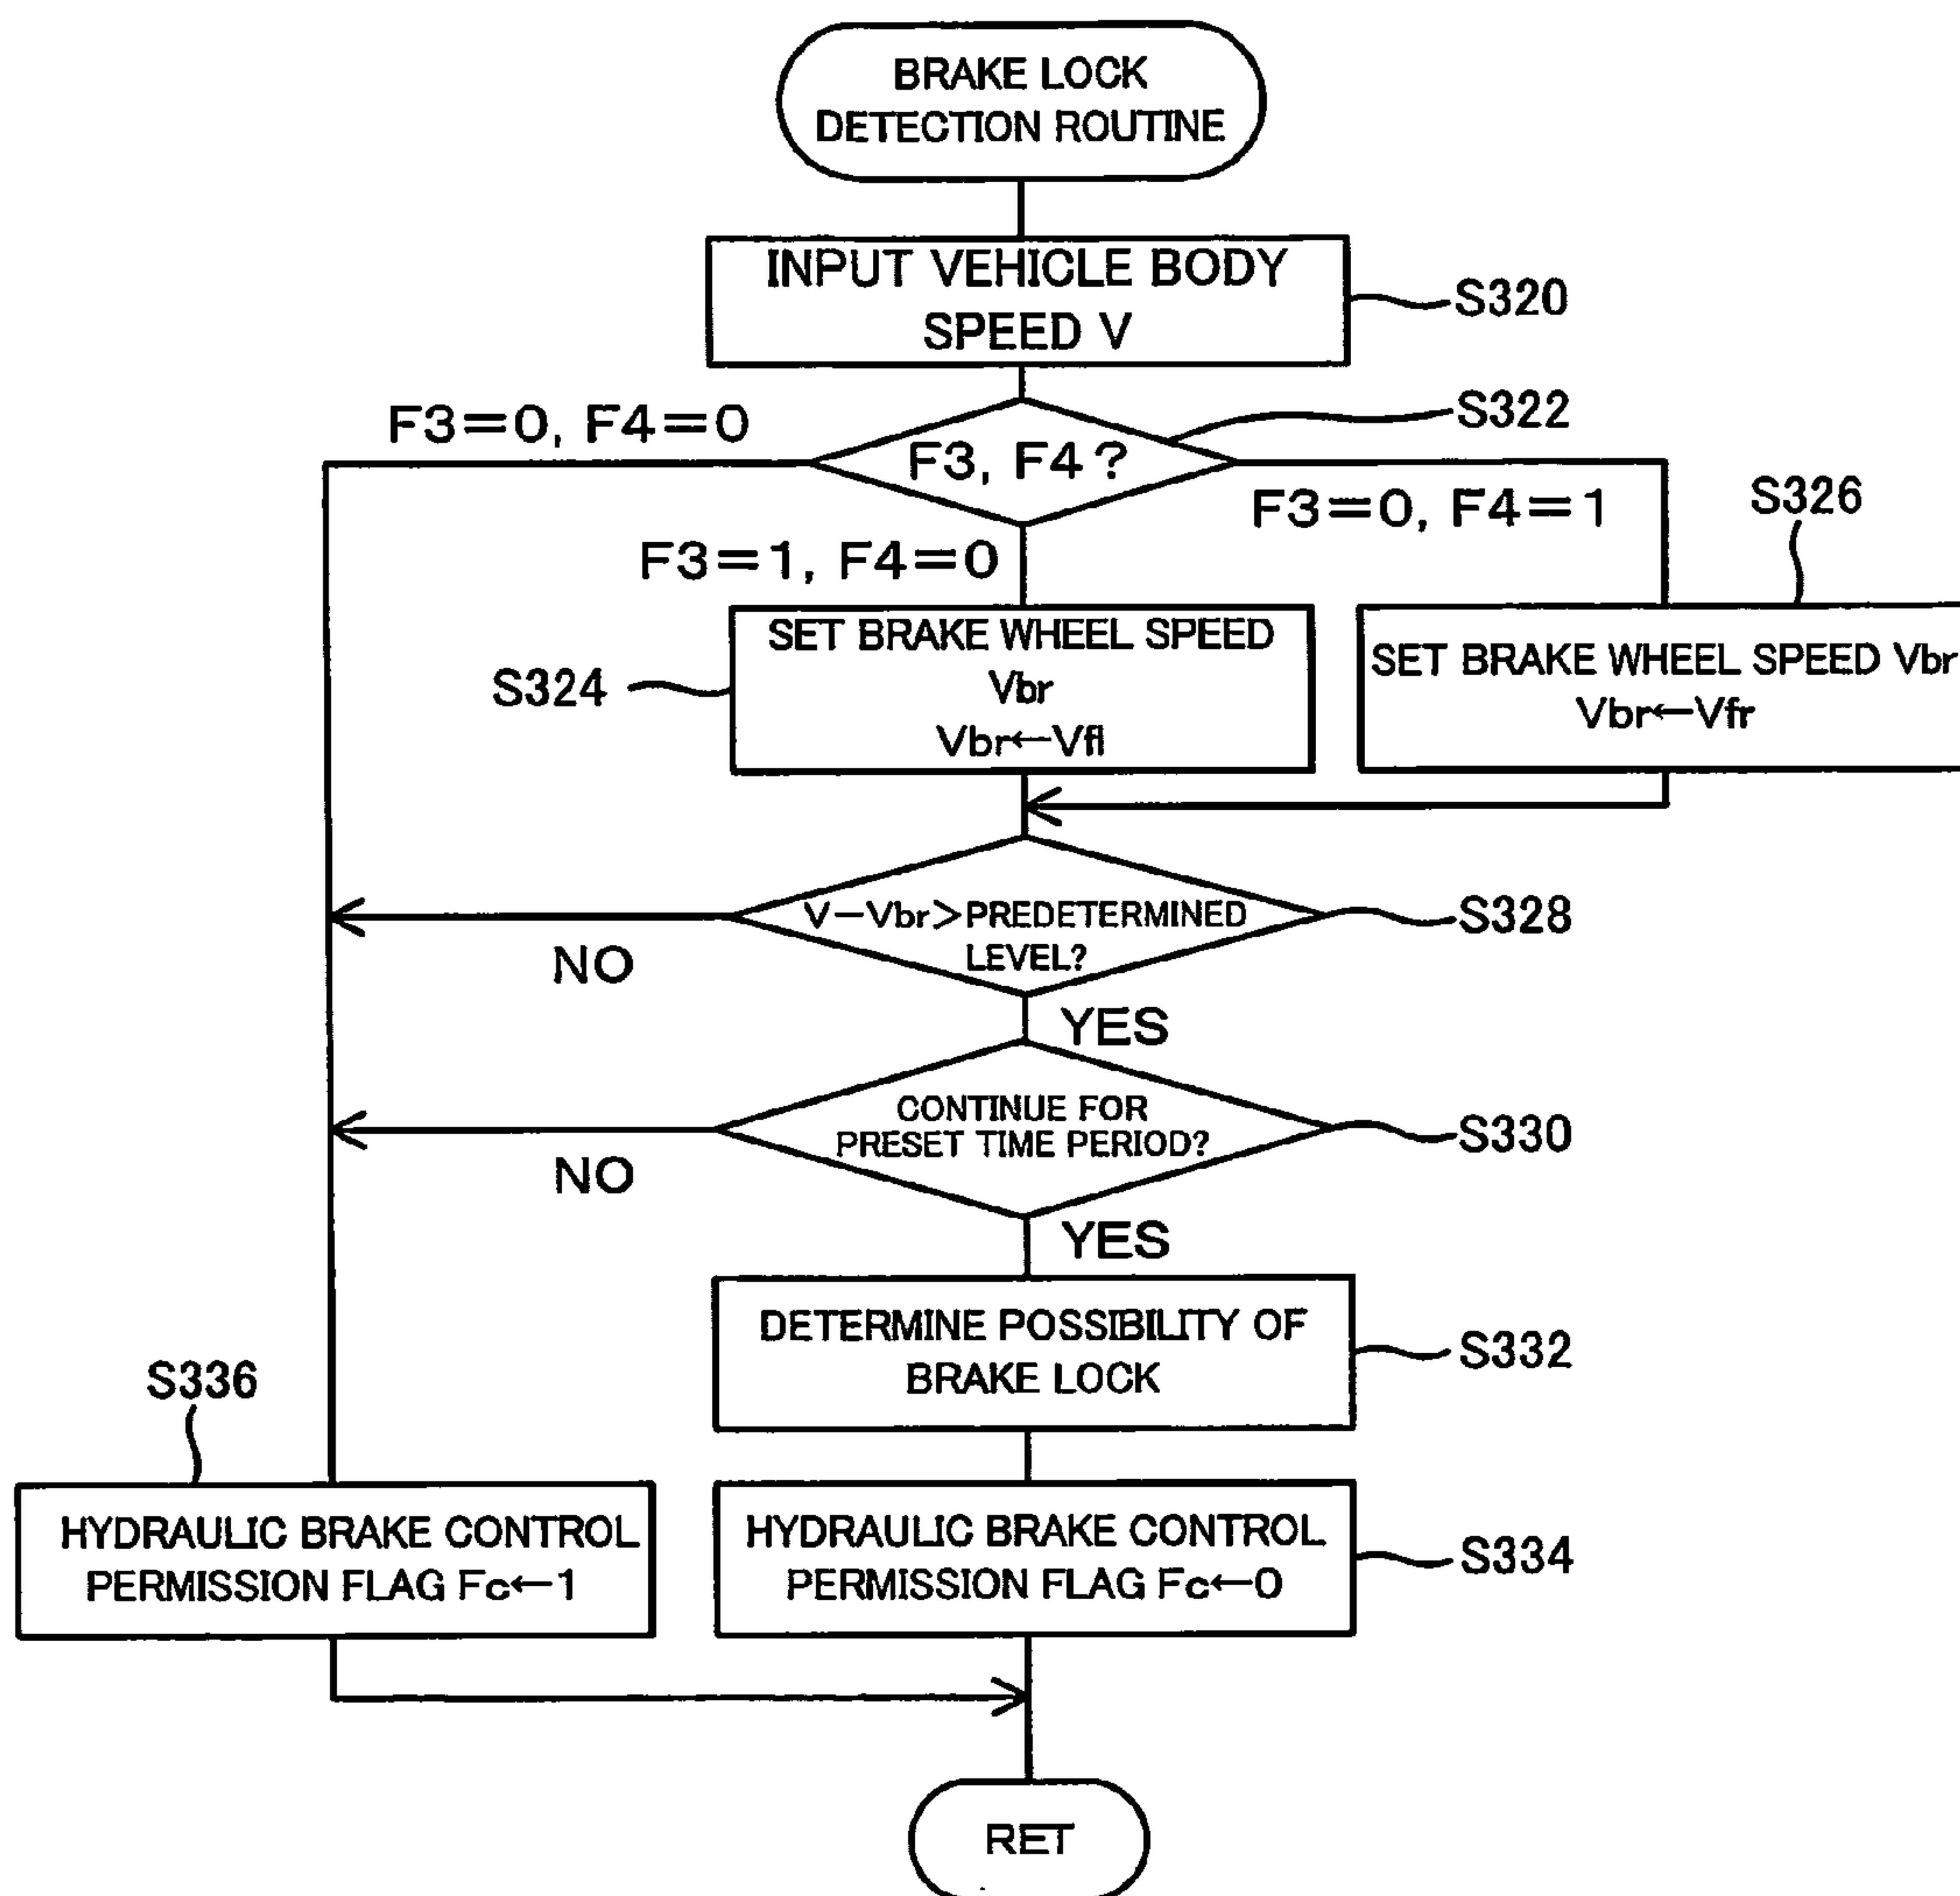 BRAKE LOCK
DETECTION ROUTINE
INPUT VEHICLE BODY
SPEED V
S320
F3=0, F4=0
F3, F4?
S322
F3=0, F4=1
S326
F3=1, F4=0
SET BRAKE WHEEL SPEED
Vbr
Vbr←Vfl
S324
SET BRAKE WHEEL SPEED Vbr
Vbr←Vfr
V-Vbr>PREDETERMINED
LEVEL?
S328
NO
YES
CONTINUE FOR
PRESET TIME PERIOD?
S330
NO
YES
DETERMINE POSSIBILITY OF
BRAKE LOCK
S332
S336
HYDRAULIC BRAKE CONTROL
PERMISSION FLAG Fc←1
HYDRAULIC BRAKE CONTROL
PERMISSION FLAG Fc←0
S334
RET